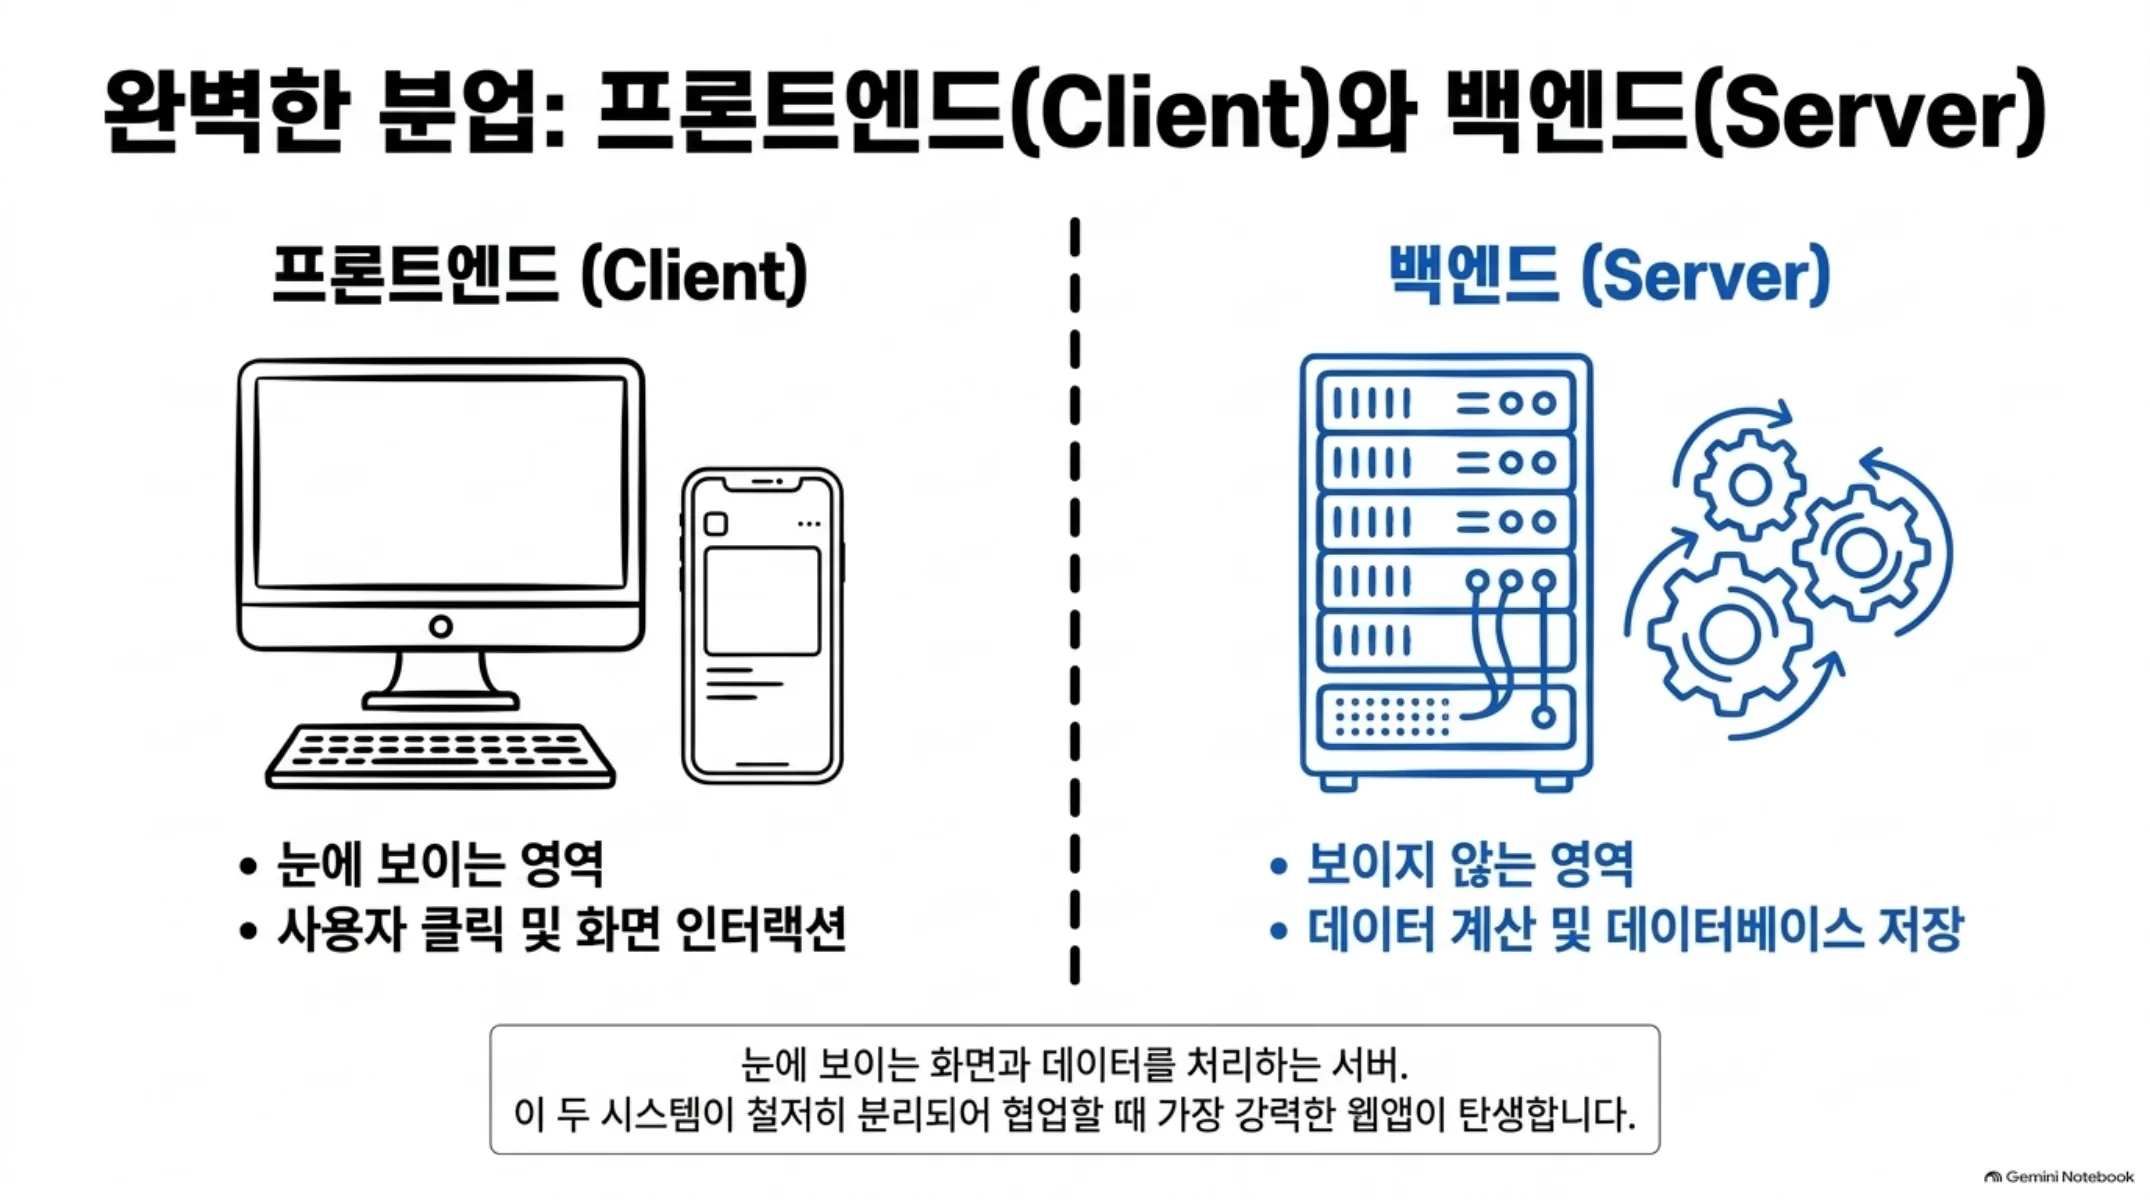 완벽한 분업: 프론트엔드(Client)와 백엔드(Server)
프론트엔드 (Client)
• 눈에 보이는 영역
• 사용자 클릭 및 화면 인터랙션
백엔드 (Server)
• 보이지 않는 영역
• 데이터 계산 및 데이터베이스 저장
눈에 보이는 화면과 데이터를 처리하는 서버.
이 두 시스템이 철저히 분리되어 협업할 때 가장 강력한 웹앱이 탄생합니다.
Gemini Notebook